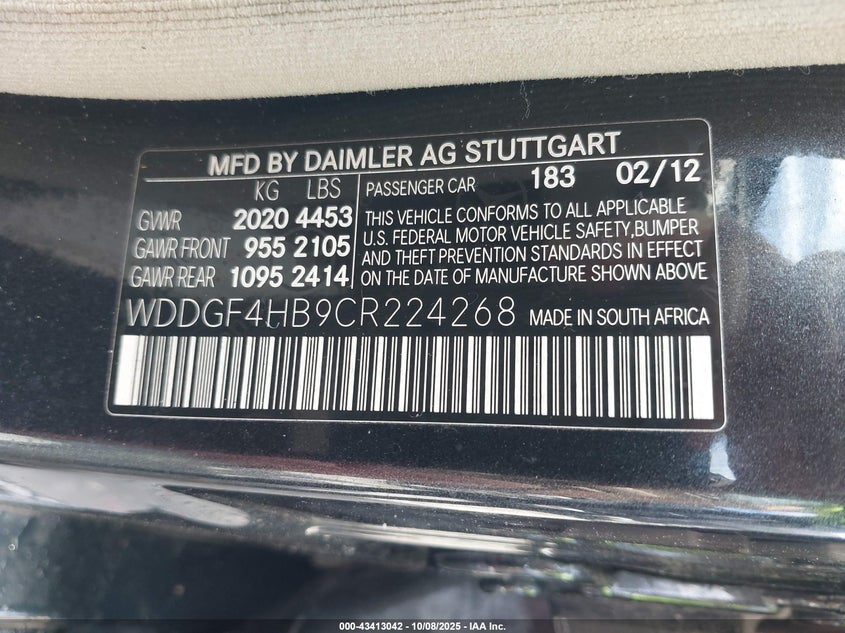 MFD BY DAIMLER AG STUTTGART
KG LBS
GVWR 2020 4453
GAWR FRONT 955 2105
GAWR REAR 1095 2414
PASSENGER CAR 183 02/12
THIS VEHICLE CONFORMS TO ALL APPLICABLE
U.S. FEDERAL MOTOR VEHICLE SAFETY,BUMPER
AND THEFT PREVENTION STANDARDS IN EFFECT
ON THE DATE OF MANUFACTURE SHOWN ABOVE
WDDGF4HB9CR224268 MADE IN SOUTH AFRICA
000-43413042 | 10/08/2025 – IAA Inc.